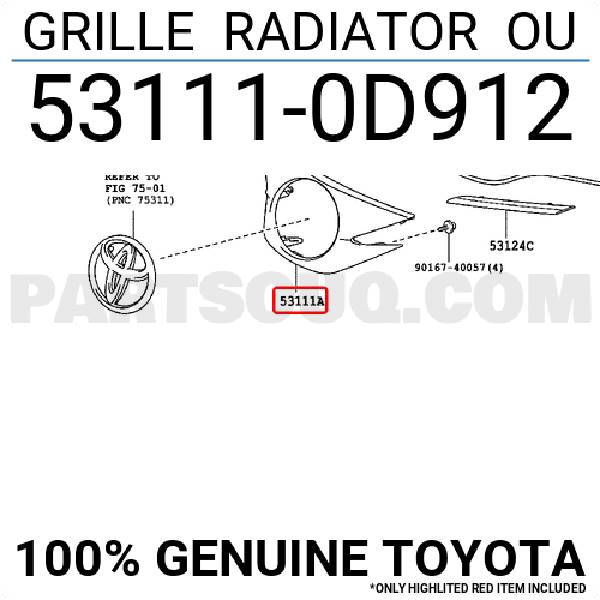 GRILLE RADIATOR OU
53111-0D912
REFER TO
FIG 75-01
(PNC 75311)
53124C
90167-40057(4)
53111A
PARTSOUQ.COM
100% GENUINE TOYOTA
*ONLY HIGHLITED RED ITEM INCLUDED